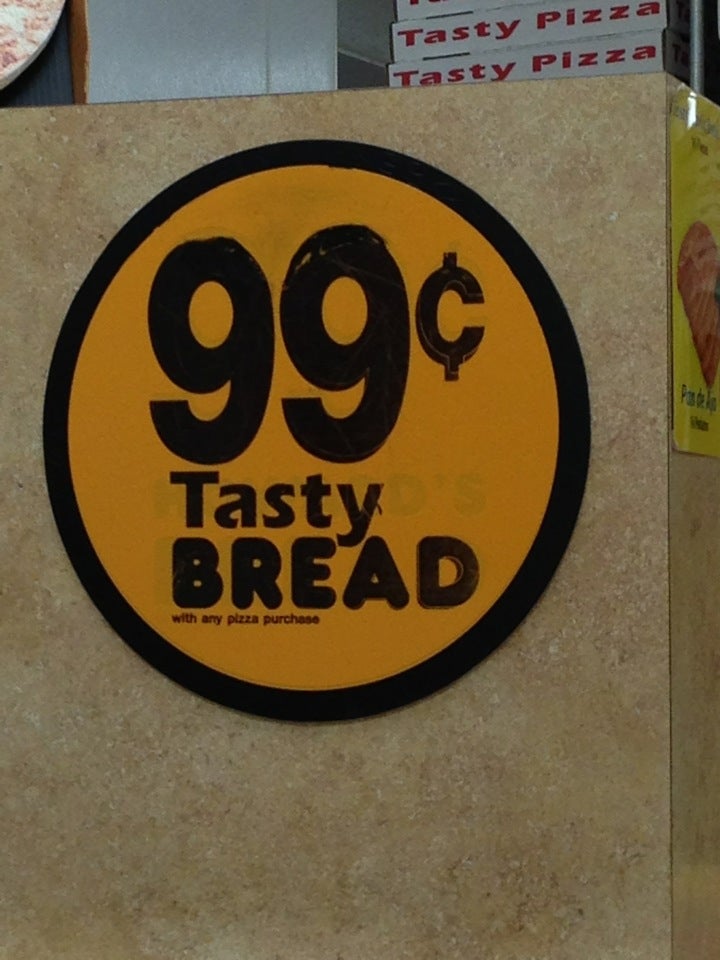 Tasty Pizza
Tasty Pizza
99¢
Tasty
BREAD
with any pizza purchase